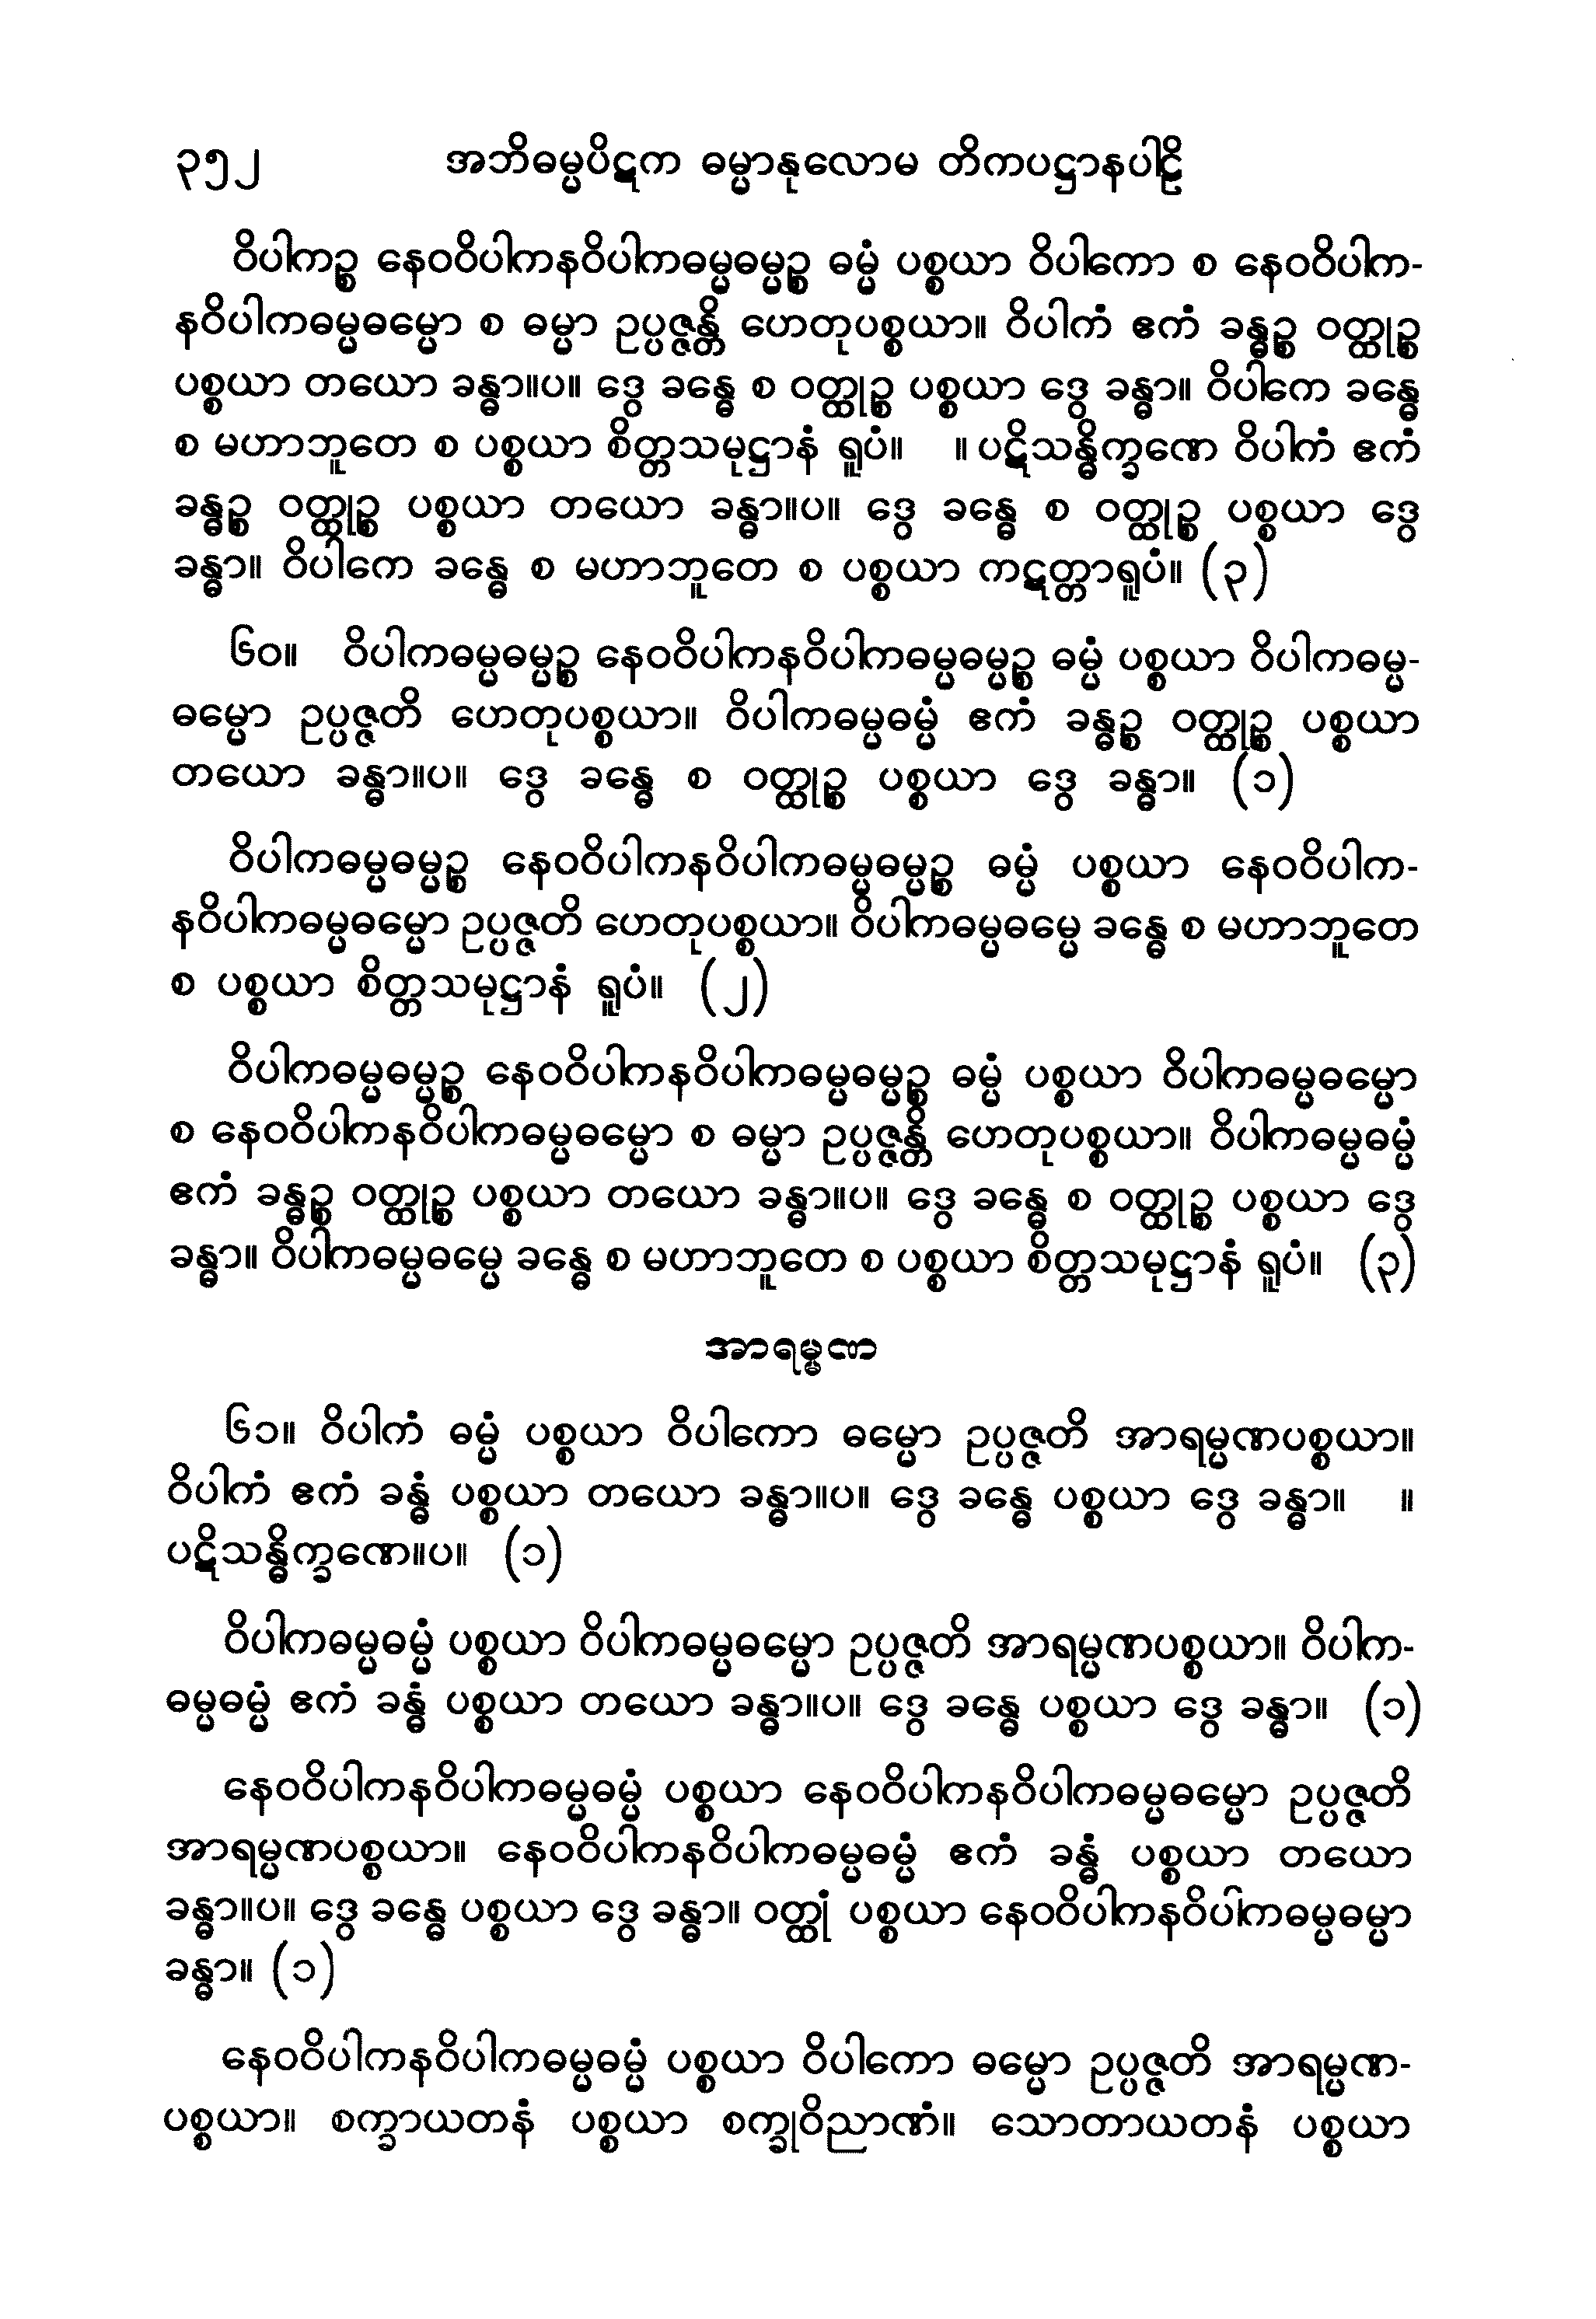 ၃၅၂ အဘိဓမ္မပိဋက ဓမ္မာနုလောမ တိကပဋ္ဌာနပါဠိ
ဝိပါကဉ္စ နေဝဝိပါကနဝိပါကဓမ္မဓမ္မဉ္စ ဓမ္မံ ပစ္စယာ ဝိပါကော စ နေဝဝိပါက-
နဝိပါကဓမ္မဓမ္မော စ ဓမ္မာ ဥပ္ပဇ္ဇန္တိ ဟေတုပစ္စယာ။ ဝိပါကံ ဧကံ ခန္ဓဉ္စ ဝတ္ထုဉ္စ
ပစ္စယာ တယော ခန္ဓာ။ပ။ ဒွေ ခန္ဓေ စ ဝတ္ထုဉ္စ ပစ္စယာ ဒွေ ခန္ဓာ။ ဝိပါကေ ခန္ဓေ
စ မဟာဘူတေ စ ပစ္စယာ စိတ္တသမုဋ္ဌာနံ ရူပံ။ ။ ပဋိသန္ဓိက္ခဏေ ဝိပါကံ ဧကံ
ခန္ဓဉ္စ ဝတ္ထုဉ္စ ပစ္စယာ တယော ခန္ဓာ။ပ။ ဒွေ ခန္ဓေ စ ဝတ္ထုဉ္စ ပစ္စယာ ဒွေ
ခန္ဓာ။ ဝိပါကေ ခန္ဓေ စ မဟာဘူတေ စ ပစ္စယာ ကဋတ္တာရူပံ။ (၃)
၆၀။ ဝိပါကဓမ္မဓမ္မဉ္စ နေဝဝိပါကနဝိပါကဓမ္မဓမ္မဉ္စ ဓမ္မံ ပစ္စယာ ဝိပါကဓမ္မ-
ဓမ္မော ဥပ္ပဇ္ဇတိ ဟေတုပစ္စယာ။ ဝိပါကဓမ္မဓမ္မံ ဧကံ ခန္ဓဉ္စ ဝတ္ထုဉ္စ ပစ္စယာ
တယော ခန္ဓာ။ပ။ ဒွေ ခန္ဓေ စ ဝတ္ထုဉ္စ ပစ္စယာ ဒွေ ခန္ဓာ။ (၁)
ဝိပါကဓမ္မဓမ္မဉ္စ နေဝဝိပါကနဝိပါကဓမ္မဓမ္မဉ္စ ဓမ္မံ ပစ္စယာ နေဝဝိပါက-
နဝိပါကဓမ္မဓမ္မော ဥပ္ပဇ္ဇတိ ဟေတုပစ္စယာ။ ဝိပါကဓမ္မဓမ္မေ ခန္ဓေ စ မဟာဘူတေ
စ ပစ္စယာ စိတ္တသမုဋ္ဌာနံ ရူပံ။ (၂)
ဝိပါကဓမ္မဓမ္မဉ္စ နေဝဝိပါကနဝိပါကဓမ္မဓမ္မဉ္စ ဓမ္မံ ပစ္စယာ ဝိပါကဓမ္မဓမ္မော
စ နေဝဝိပါကနဝိပါကဓမ္မဓမ္မော စ ဓမ္မာ ဥပ္ပဇ္ဇန္တိ ဟေတုပစ္စယာ။ ဝိပါကဓမ္မဓမ္မံ
ဧကံ ခန္ဓဉ္စ ဝတ္ထုဉ္စ ပစ္စယာ တယော ခန္ဓာ။ပ။ ဒွေ ခန္ဓေ စ ဝတ္ထုဉ္စ ပစ္စယာ ဒွေ
ခန္ဓာ။ ဝိပါကဓမ္မဓမ္မေ ခန္ဓေ စ မဟာဘူတေ စ ပစ္စယာ စိတ္တသမုဋ္ဌာနံ ရူပံ။ (၃)
အာရမ္မဏ
၆၁။ ဝိပါကံ ဓမ္မံ ပစ္စယာ ဝိပါကော ဓမ္မော ဥပ္ပဇ္ဇတိ အာရမ္မဏပစ္စယာ။
ဝိပါကံ ဧကံ ခန္ဓံ ပစ္စယာ တယော ခန္ဓာ။ပ။ ဒွေ ခန္ဓေ ပစ္စယာ ဒွေ ခန္ဓာ။ ။
ပဋိသန္ဓိက္ခဏေ။ပ။ (၁)
ဝိပါကဓမ္မဓမ္မံ ပစ္စယာ ဝိပါကဓမ္မဓမ္မော ဥပ္ပဇ္ဇတိ အာရမ္မဏပစ္စယာ။ ဝိပါက-
ဓမ္မဓမ္မံ ဧကံ ခန္ဓံ ပစ္စယာ တယော ခန္ဓာ။ပ။ ဒွေ ခန္ဓေ ပစ္စယာ ဒွေ ခန္ဓာ။ (၁)
နေဝဝိပါကနဝိပါကဓမ္မဓမ္မံ ပစ္စယာ နေဝဝိပါကနဝိပါကဓမ္မဓမ္မော ဥပ္ပဇ္ဇတိ
အာရမ္မဏပစ္စယာ။ နေဝဝိပါကနဝိပါကဓမ္မဓမ္မံ ဧကံ ခန္ဓံ ပစ္စယာ တယော
ခန္ဓာ။ပ။ ဒွေ ခန္ဓေ ပစ္စယာ ဒွေ ခန္ဓာ။ ဝတ္ထုံ ပစ္စယာ နေဝဝိပါကနဝိပါကဓမ္မဓမ္မာ
ခန္ဓာ။ (၁)
နေဝဝိပါကနဝိပါကဓမ္မဓမ္မံ ပစ္စယာ ဝိပါကော ဓမ္မော ဥပ္ပဇ္ဇတိ အာရမ္မဏ-
ပစ္စယာ။ စက္ခာယတနံ ပစ္စယာ စက္ခုဝိညာဏံ။ သောတာယတနံ ပစ္စယာ